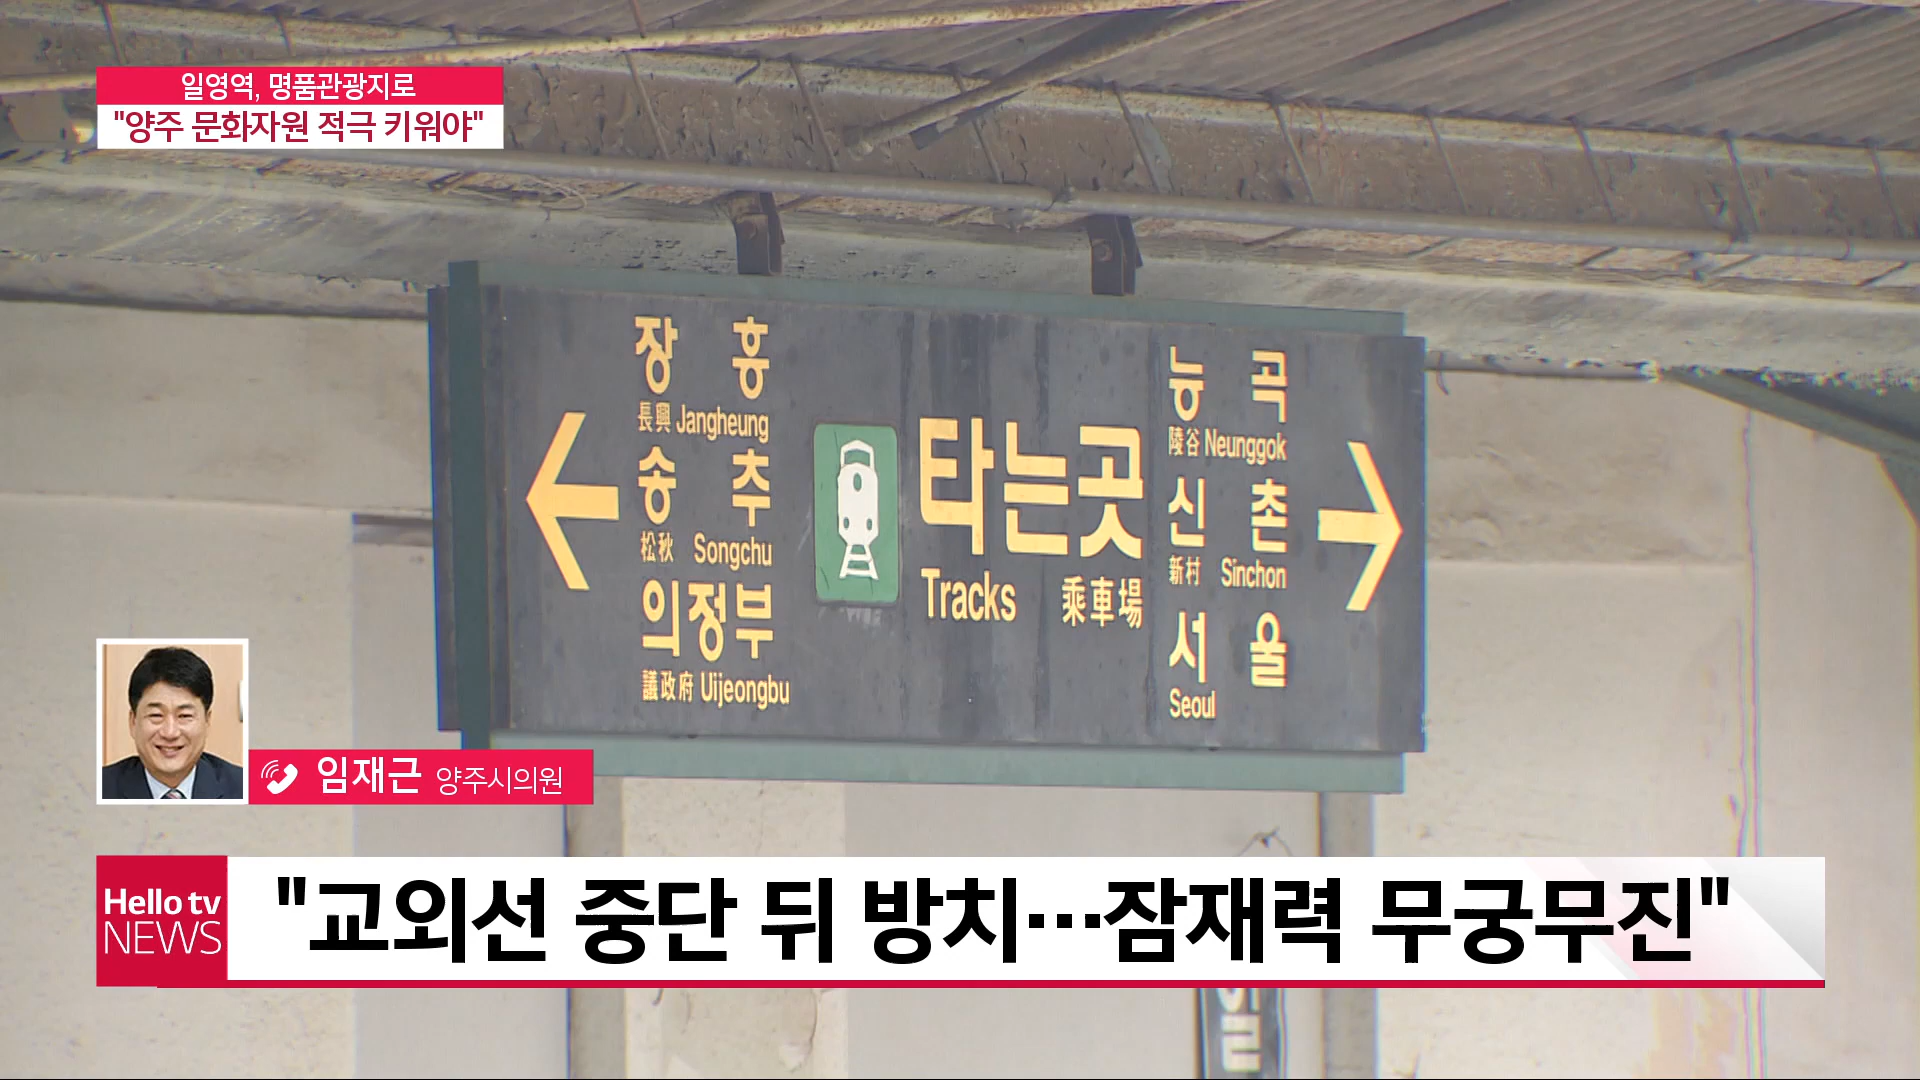 일영역, 명품관광지로
"양주 문화자원 적극 키워야"
장흥
長興 Jangheung
송추
松秋 Songchu
의정부
議政府 Uijeongbu
타는곳
Tracks 乘車場
능곡
陵谷 Neunggok
신촌
新村 Sinchon
서울
Seoul
임재근 양주시의원
Hello tv
NEWS
"교외선 중단 뒤 방치…잠재력 무궁무진"
일